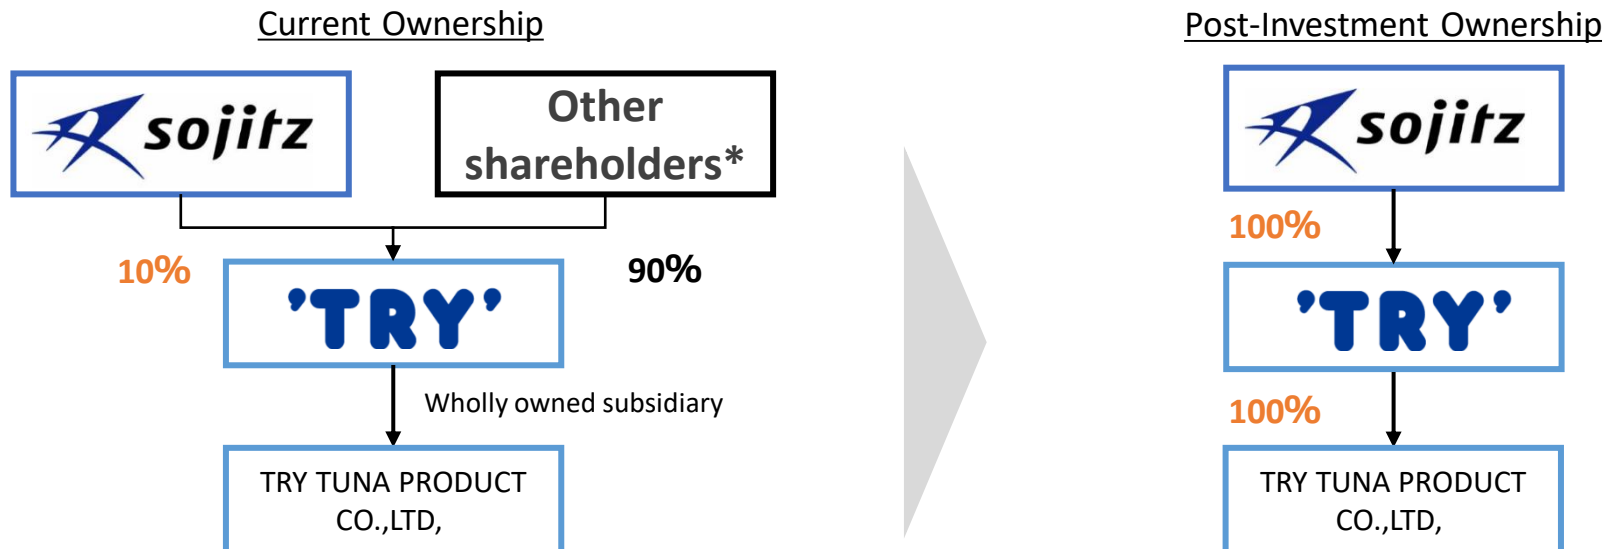 Current Ownership
Post-Investment Ownership
sojitz
Other
shareholders*
sojitz
10%
90%
100%
'TRY'
'TRY'
Wholly owned subsidiary
100%
TRY TUNA PRODUCT
CO.,LTD,
TRY TUNA PRODUCT
CO.,LTD,